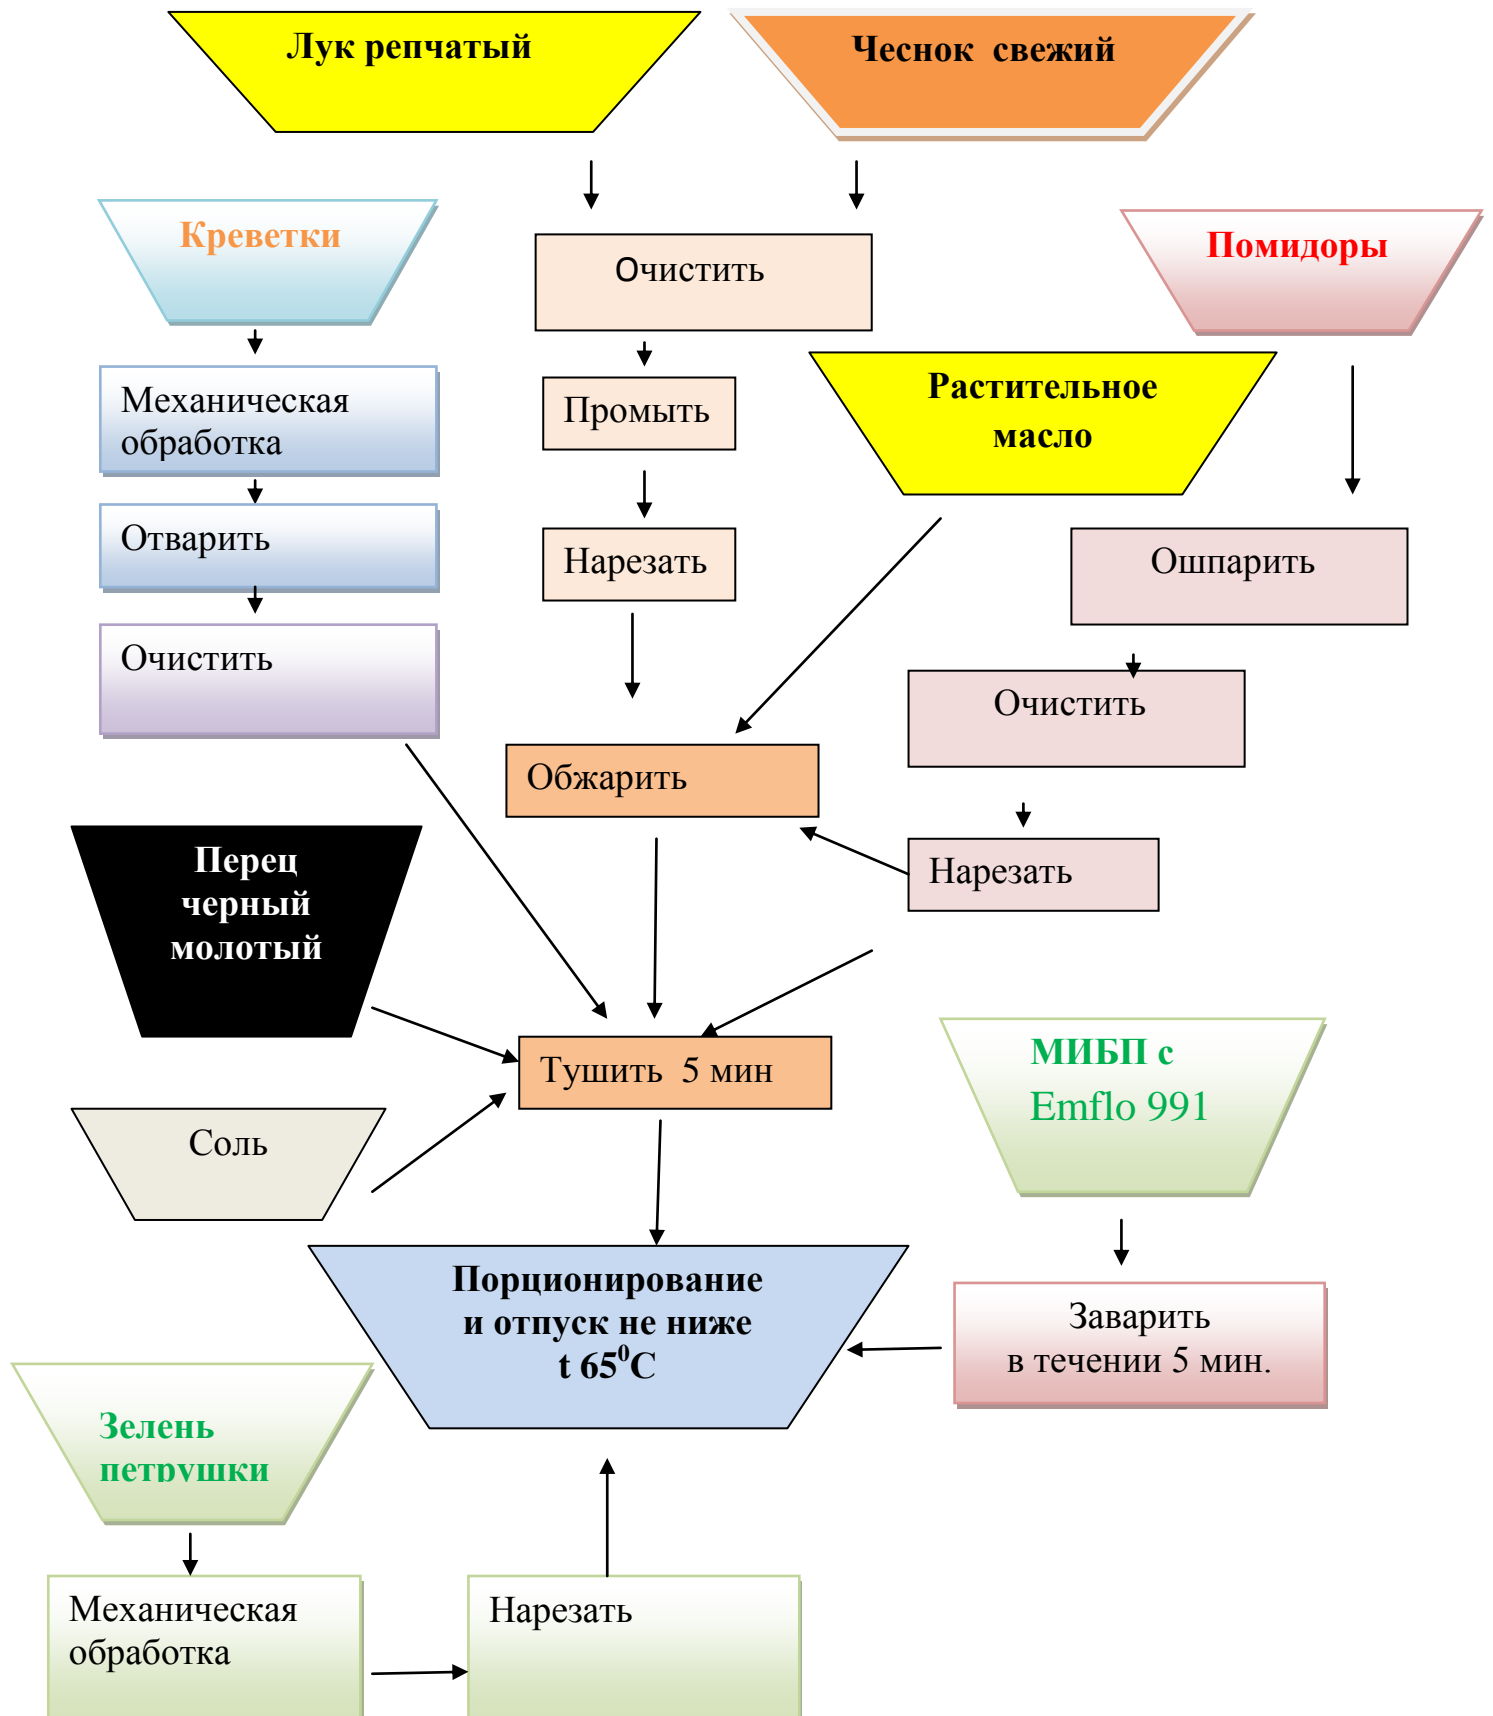 Лук репчатый
Чеснок свежий
Креветки
Очистить
Помидоры
Механическая
обработка
Промыть
Растительное
масло
Отварить
Нарезать
Ошпарить
Очистить
Очистить
Обжарить
Нарезать
Перец
черный
молотый
Тушить 5 мин
МИБП с
Emflo 991
Соль
Порционирование
и отпуск не ниже
t 65⁰С
Заварить
в течении 5 мин.
Зелень
петрушки
Механическая
обработка
Нарезать